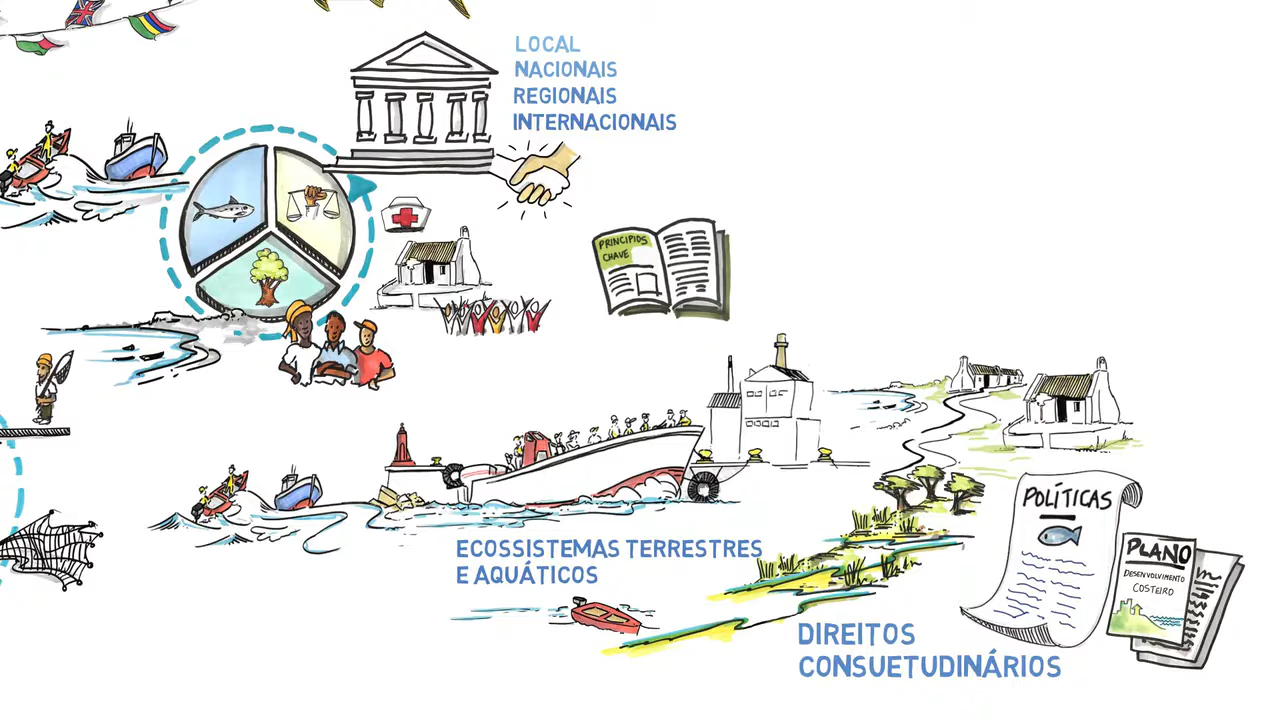 LOCAL
NACIONAIS
REGIONAIS
INTERNACIONAIS
PRINCIPIOS
CHAVE
POLÍTICAS
PLANO
DESENVOLVIMENTO
COSTEIRO
ECOSSISTEMAS TERRESTRES
E AQUÁTICOS
DIREITOS
CONSUETUDINÁRIOS